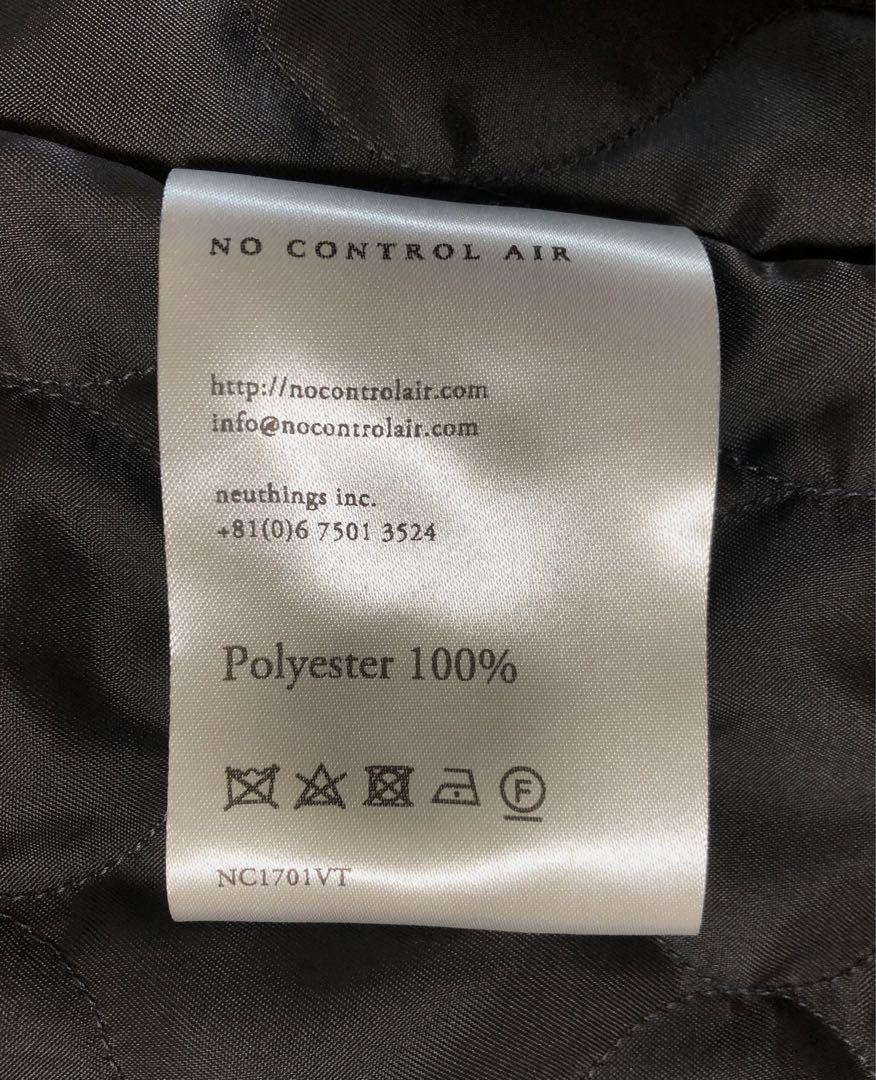 NO CONTROL AIR
http://nocontrolair.com
info@nocontrolair.com
neuthings inc.
+81(0)6 7501 3524
Polyester 100%
F
NC1701VT